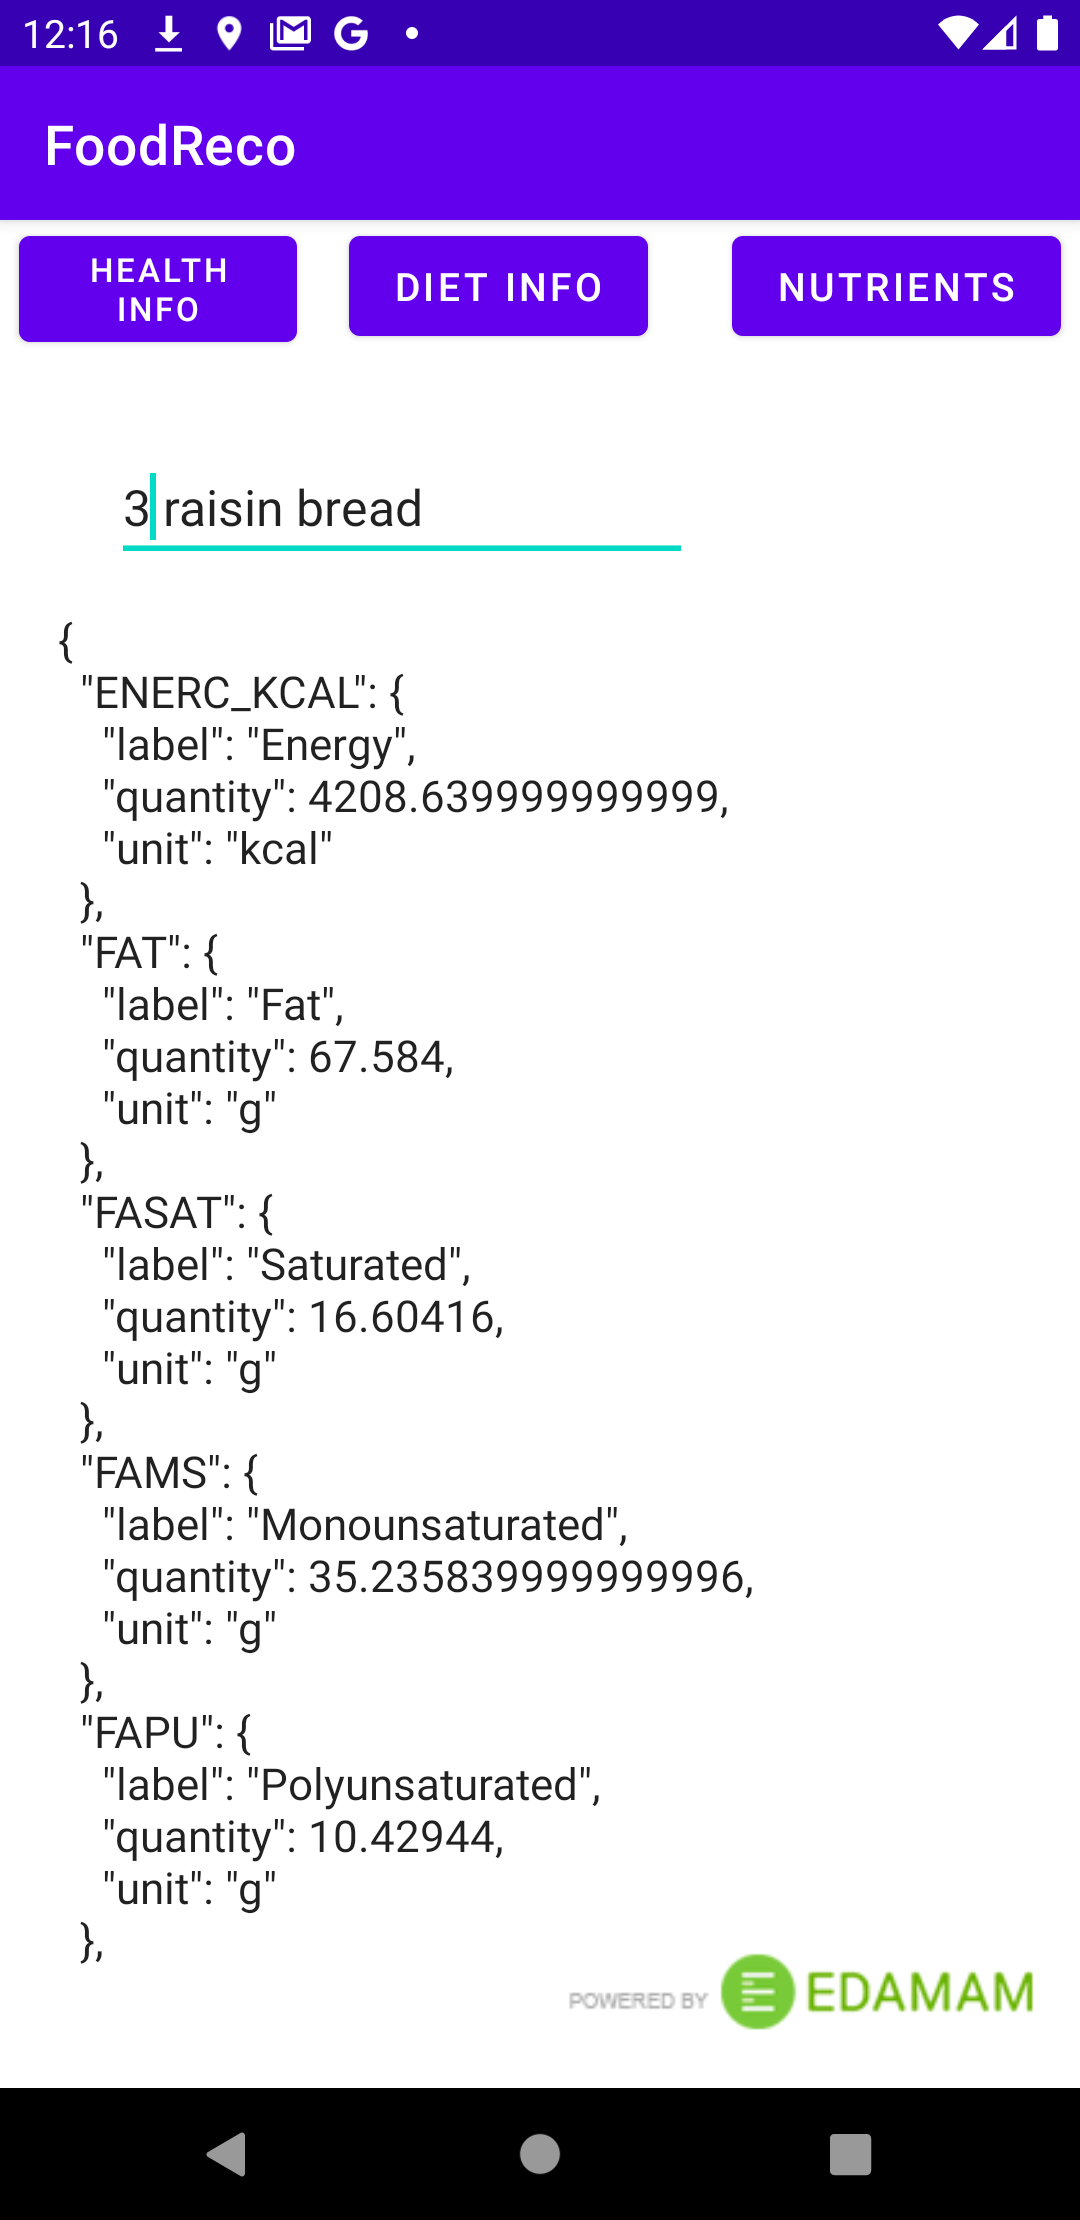 12:16
FoodReco
HEALTH
INFO
DIET INFO
NUTRIENTS
3 raisin bread
{
"ENERC_KCAL": {
"label": "Energy",
"quantity": 4208.639999999999,
"unit": "kcal"
},
"FAT": {
"label": "Fat",
"quantity": 67.584,
"unit": "g"
},
"FASAT": {
"label": "Saturated",
"quantity": 16.60416,
"unit": "g"
},
"FAMS": {
"label": "Monounsaturated",
"quantity": 35.235839999999996,
"unit": "g"
},
"FAPU": {
"label": "Polyunsaturated",
"quantity": 10.42944,
"unit": "g"
},
POWERED BY EDAMAM